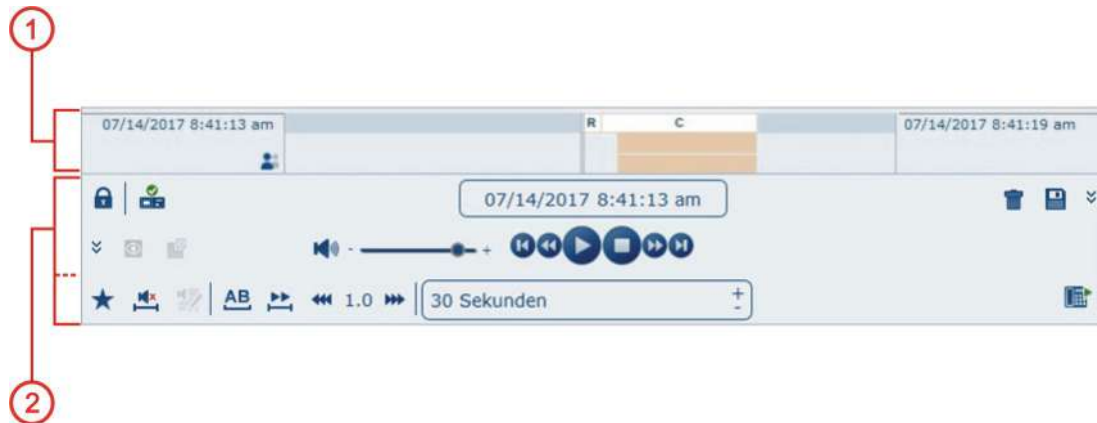 1
07/14/2017 8:41:13 am R C 07/14/2017 8:41:19 am
07/14/2017 8:41:13 am
- +
AB 1.0 30 Sekunden + -
2